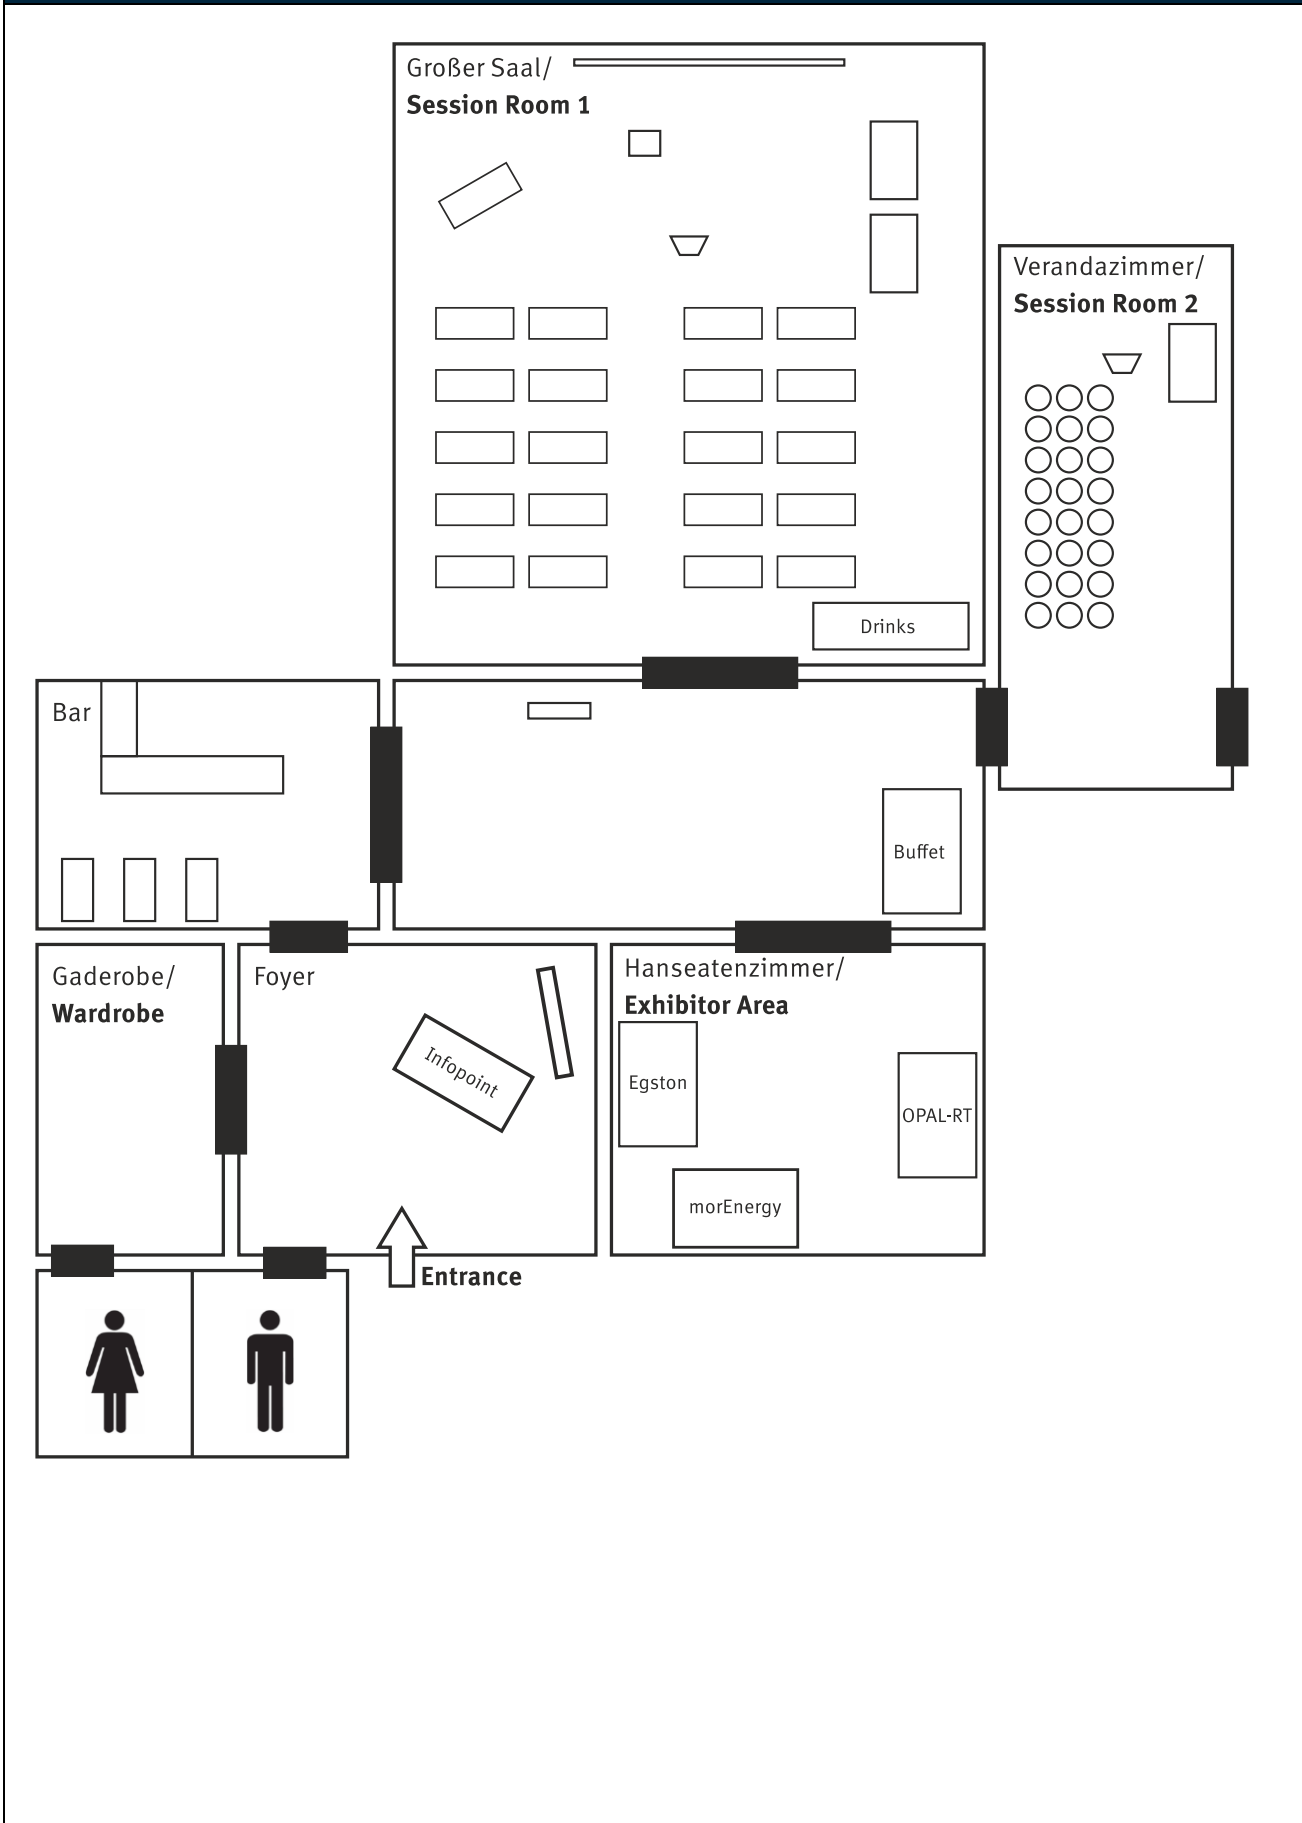 Großer Saal/
Session Room 1
Verandazimmer/
Session Room 2
Drinks
Bar
Buffet
Gaderobe/
Wardrobe
Foyer
Infopoint
Hanseatenzimmer/
Exhibitor Area
Egston
OPAL-RT
morEnergy
Entrance